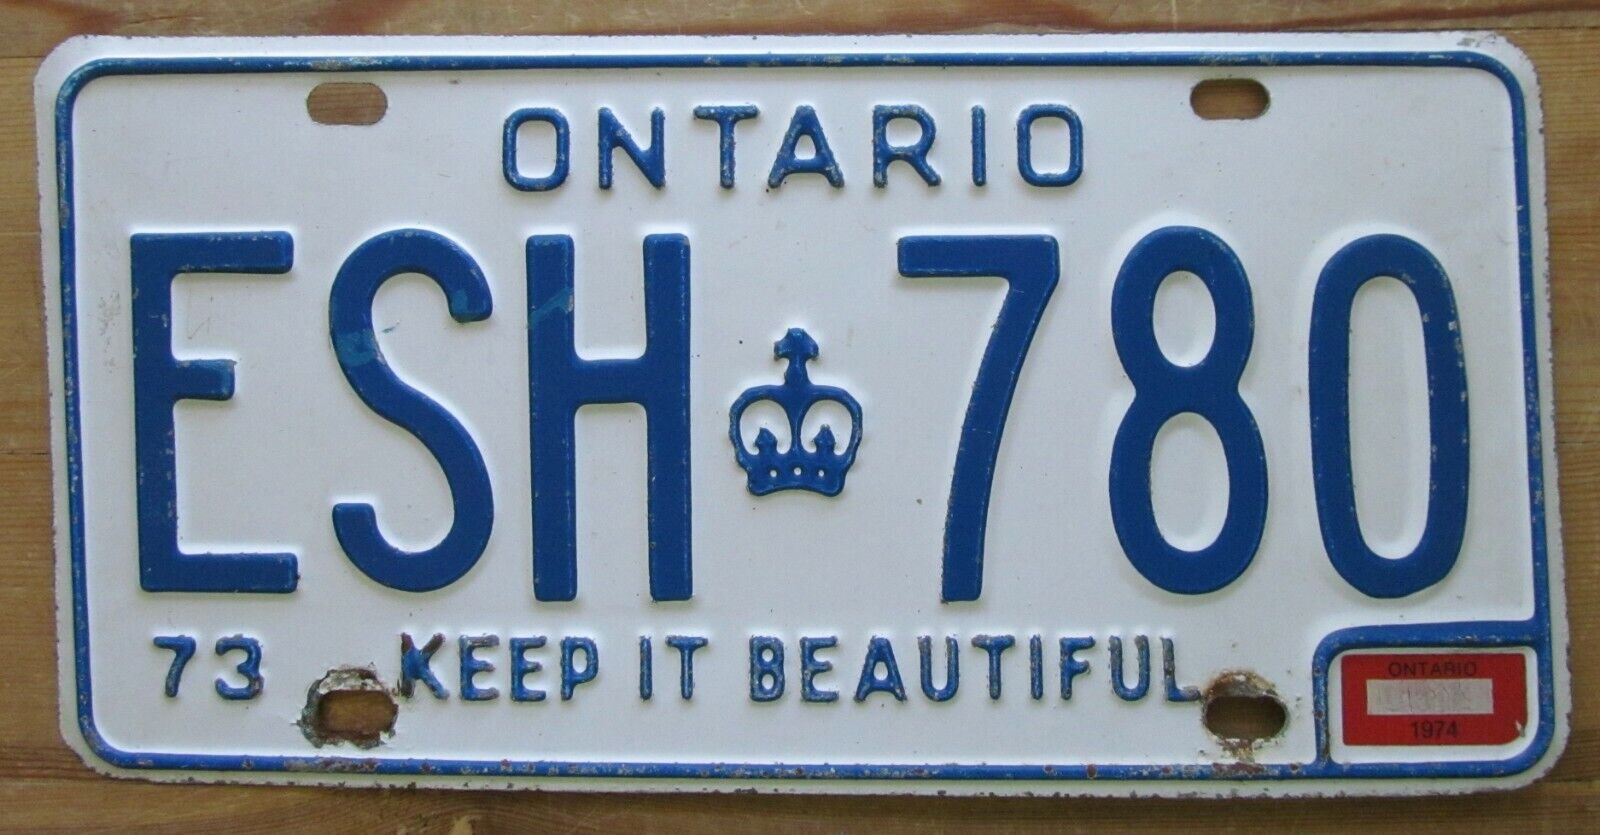 ONTARIO
ESH 780
73 KEEP IT BEAUTIFUL
ONTARIO
1974